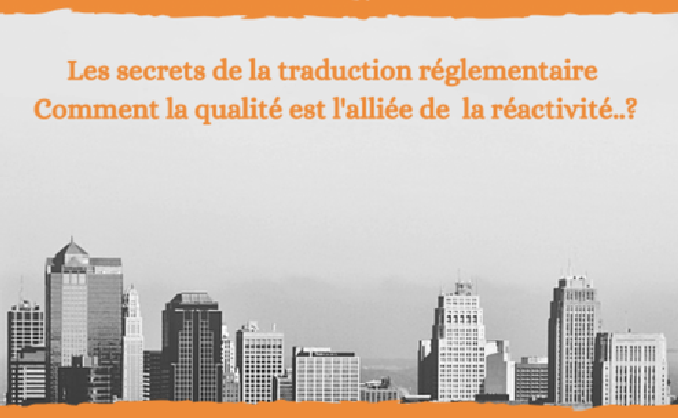 Les secrets de la traduction réglementaire
Comment la qualité est l'alliée de la réactivité..?